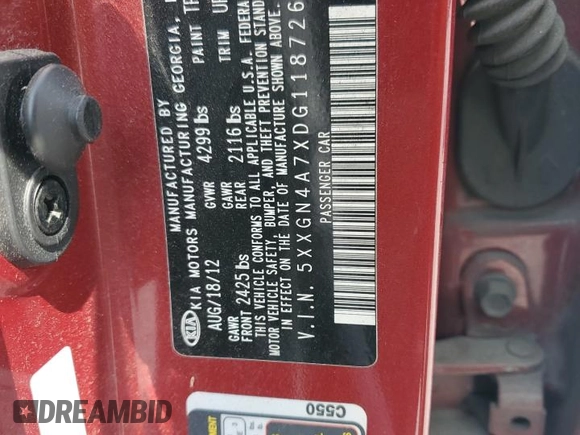 MANUFACTURED BY
KIA KIA MOTORS MANUFACTURING GEORGIA,
AUG/18/12 GVWR 4299 lbs PAINT
GAWR FRONT 2425 lbs GAWR REAR 2116 lbs TRIM
THIS VEHICLE CONFORMS TO ALL APPLICABLE U.S.A. FEDERAL
MOTOR VEHICLE SAFETY, BUMPER, AND THEFT PREVENTION STAND
IN EFFECT ON THE DATE OF MANUFACTURE SHOWN ABOVE.
V.I.N. 5XXGN4A7XDG118726
PASSENGER CAR
C550
DREAMBID